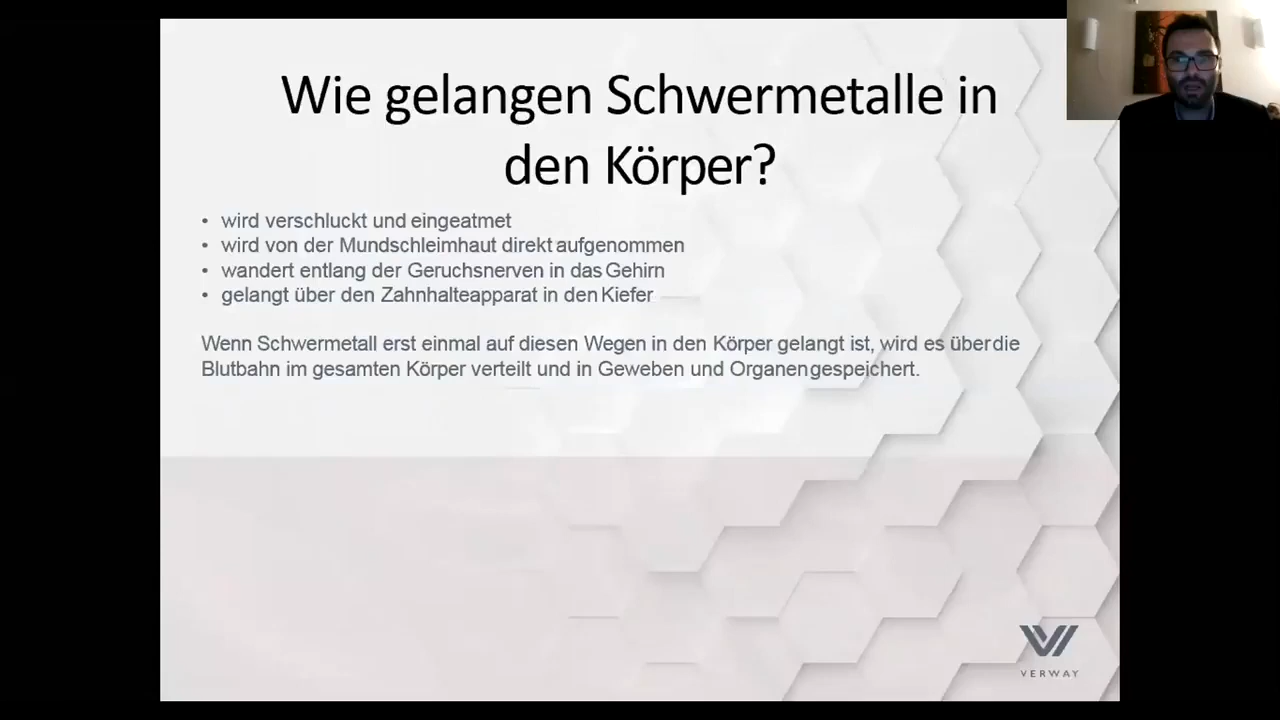 Wie gelangen Schwermetalle in
den Körper?
• wird verschluckt und eingeatmet
• wird von der Mundschleimhaut direkt aufgenommen
• wandert entlang der Geruchsnerven in das Gehirn
• gelangt über den Zahnhalteapparat in den Kiefer
Wenn Schwermetall erst einmal auf diesen Wegen in den Körper gelangt ist, wird es über die
Blutbahn im gesamten Körper verteilt und in Geweben und Organen gespeichert.
VERWAY